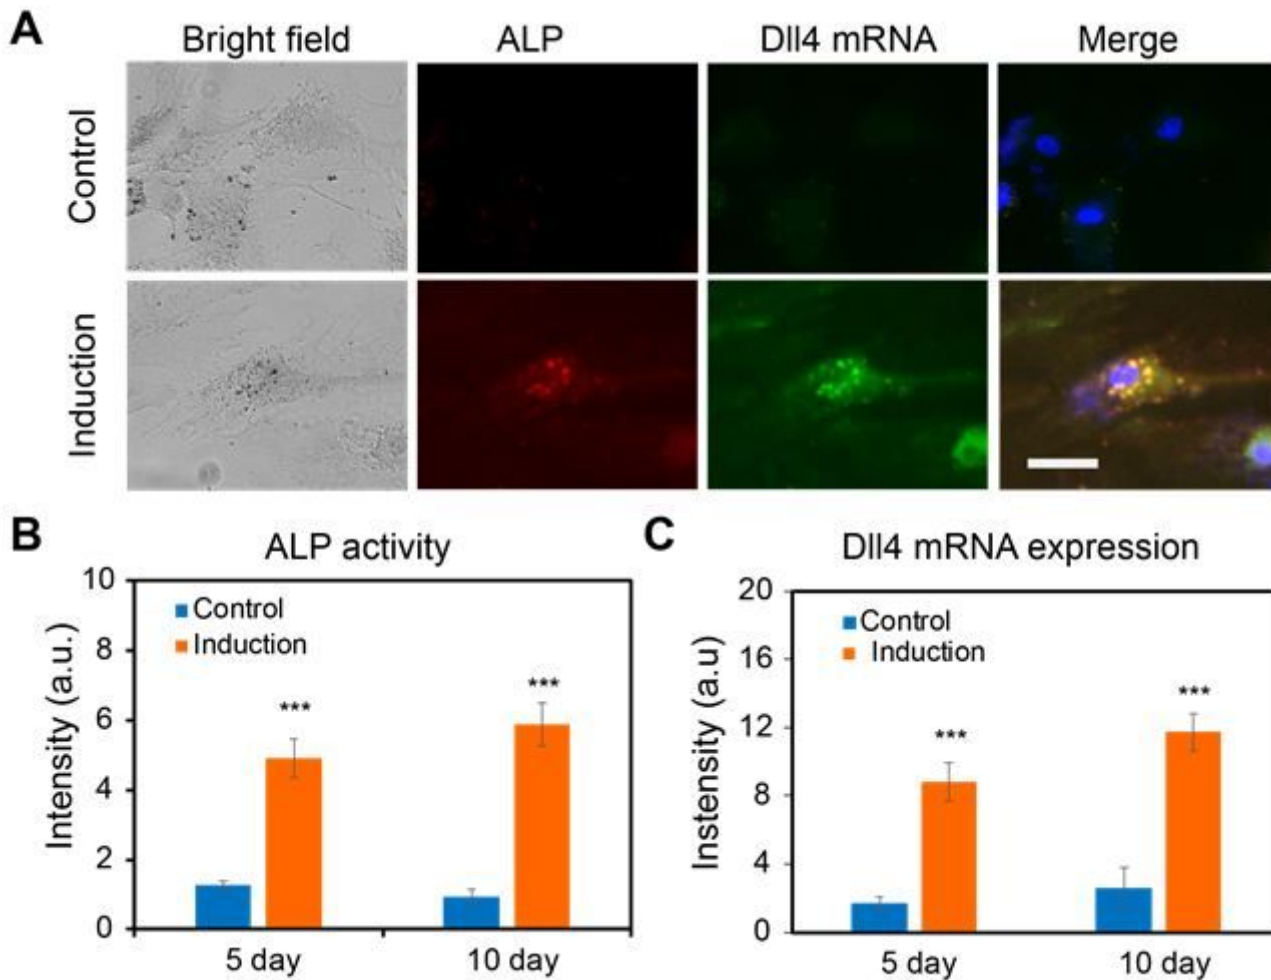 A
Bright field
ALP
Dll4 mRNA
Merge
Control
Induction
B
ALP activity
10
8
6
4
2
0
Intensity (a.u.)
Control
Induction
***
***
5 day
10 day
C
Dll4 mRNA expression
20
16
12
8
4
0
Instensity (a.u)
Control
Induction
***
***
5 day
10 day